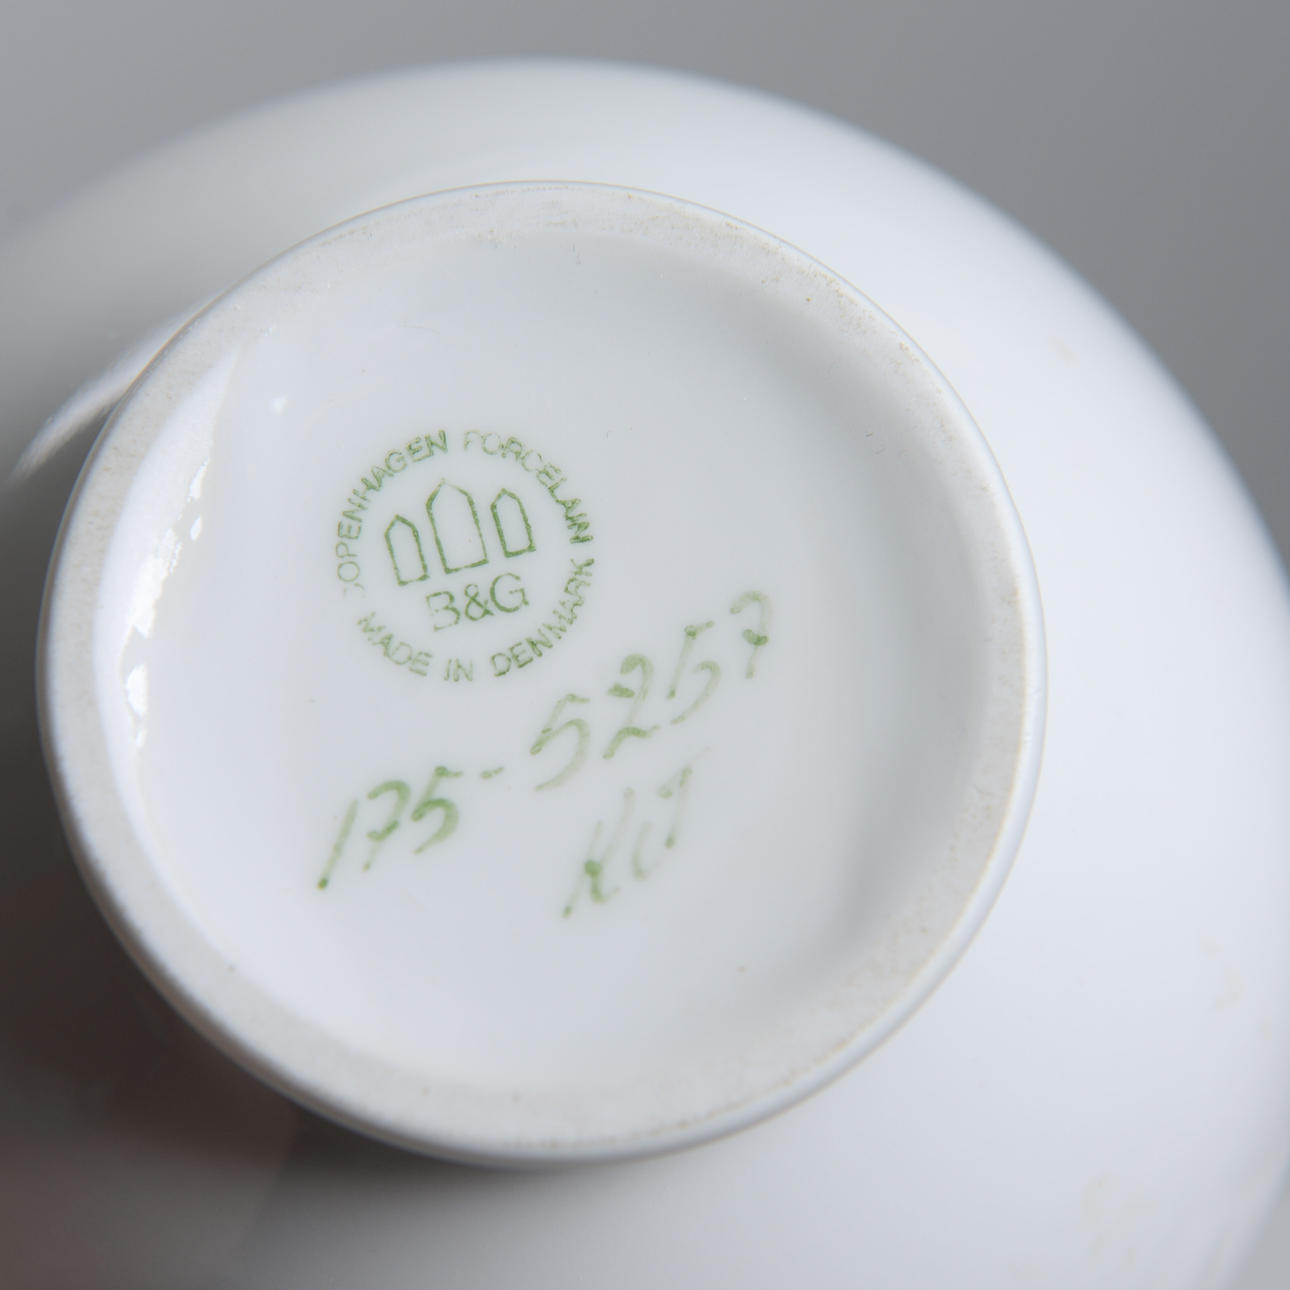 COPENHAGEN PORCELAIN
B&G
MADE IN DENMARK
175-5257